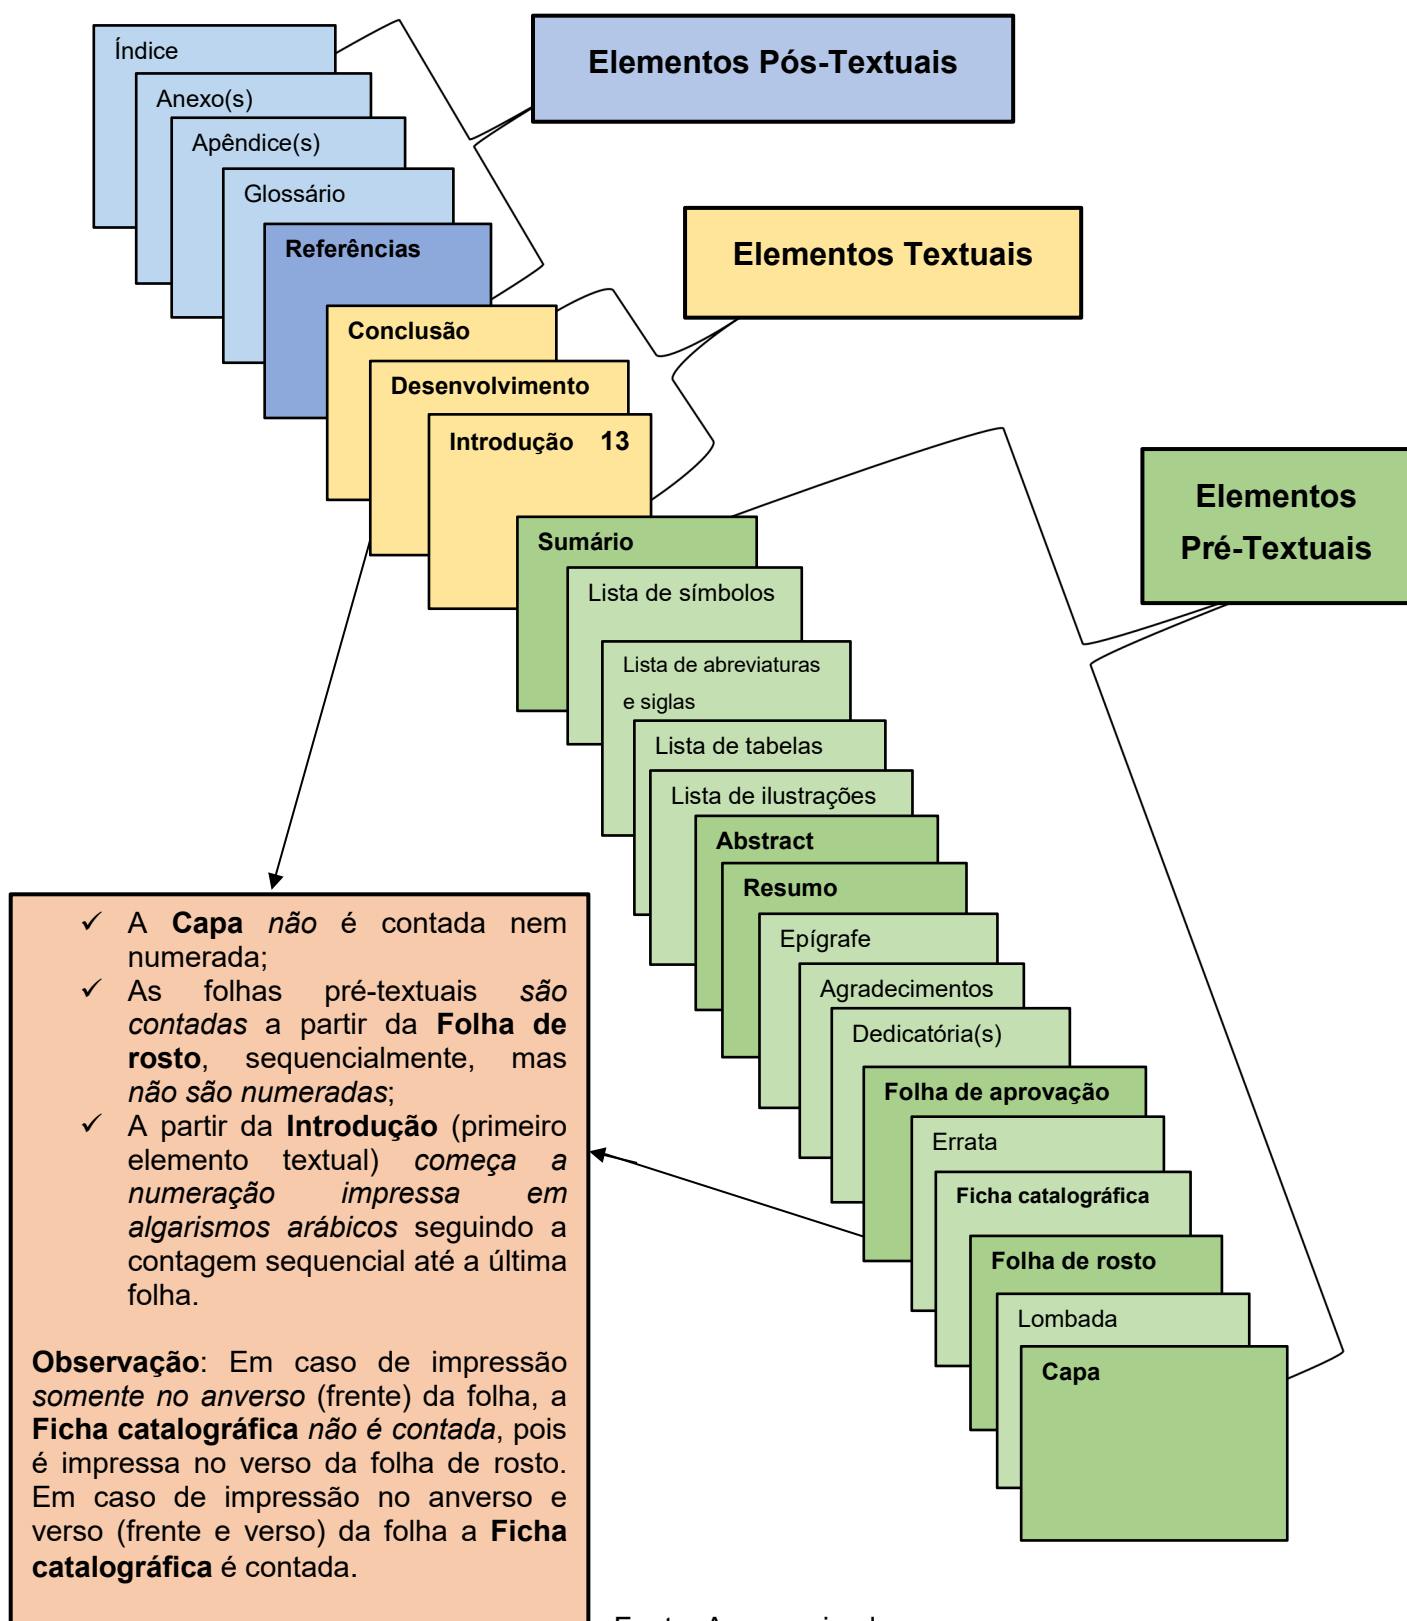 Índice
Anexo(s)
Apêndice(s)
Glossário
Referências
Conclusão
Desenvolvimento
Introdução 13
Elementos Pós-Textuais
Elementos Textuais
Elementos
Pré-Textuais
Sumário
Lista de símbolos
Lista de abreviaturas
e siglas
Lista de tabelas
Lista de ilustrações
Abstract
Resumo
Epígrafe
Agradecimentos
Dedicatória(s)
Folha de aprovação
Errata
Ficha catalográfica
Folha de rosto
Lombada
Capa
✓ A Capa não é contada nem
numerada;
✓ As folhas pré-textuais são
contadas a partir da Folha de
rosto, sequencialmente, mas
não são numeradas;
✓ A partir da Introdução (primeiro
elemento textual) começa a
numeração impressa em
algarismos arábicos seguindo a
contagem sequencial até a última
folha.
Observação: Em caso de impressão
somente no anverso (frente) da folha, a
Ficha catalográfica não é contada, pois
é impressa no verso da folha de rosto.
Em caso de impressão no anverso e
verso (frente e verso) da folha a Ficha
catalográfica é contada.